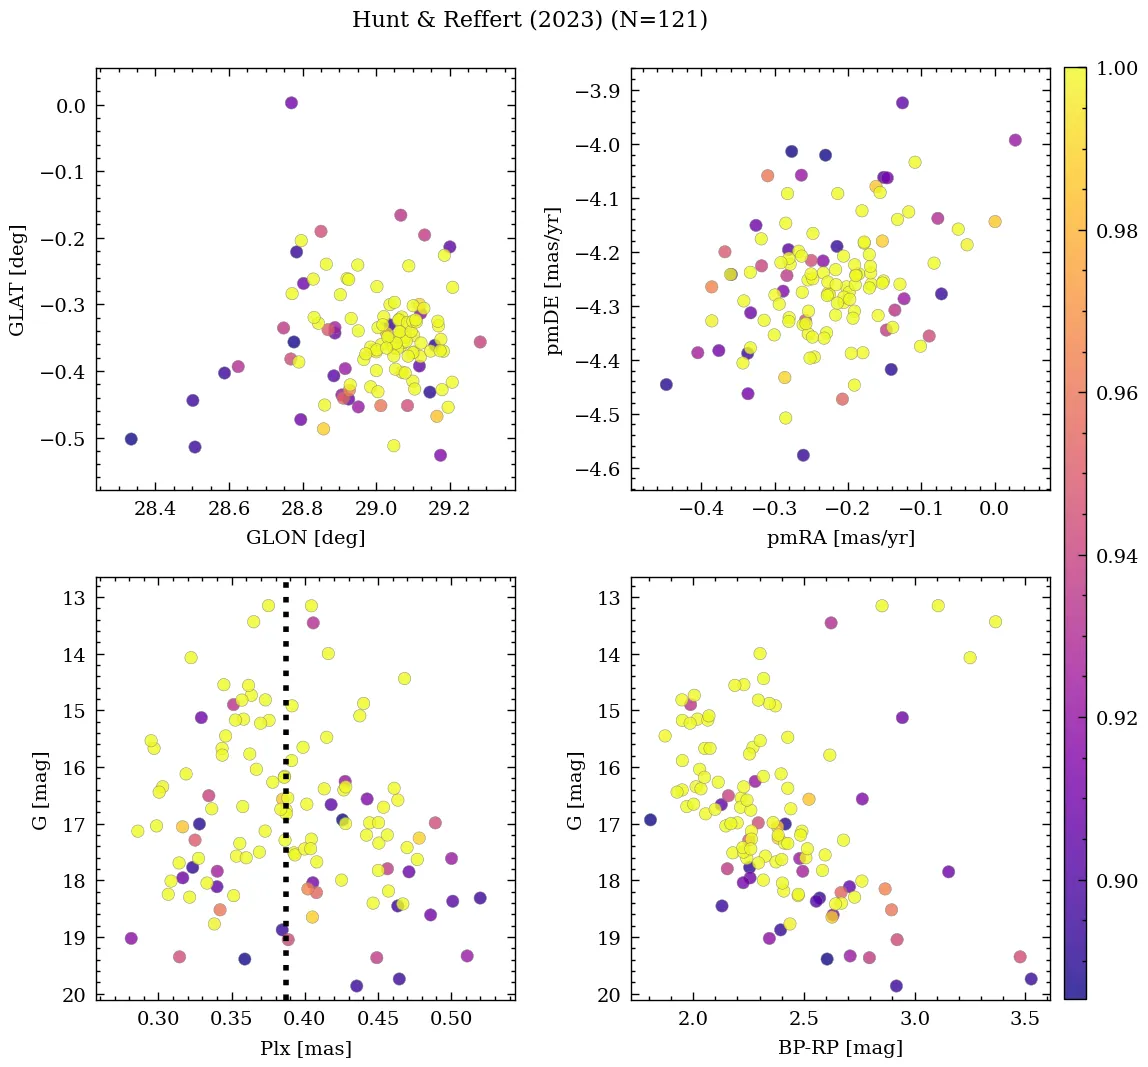 Hunt & Reffert (2023) (N=121)
0.0
−0.1
−0.2
−0.3
−0.4
−0.5
GLAT [deg]
28.4 28.6 28.8 29.0 29.2
GLON [deg]
−3.9
−4.0
−4.1
−4.2
−4.3
−4.4
−4.5
−4.6
pmDE [mas/yr]
−0.4 −0.3 −0.2 −0.1 0.0
pmRA [mas/yr]
13
14
15
16
17
18
19
20
G [mag]
0.30 0.35 0.40 0.45 0.50
Plx [mas]
13
14
15
16
17
18
19
20
G [mag]
2.0 2.5 3.0 3.5
BP-RP [mag]
1.00
0.98
0.96
0.94
0.92
0.90